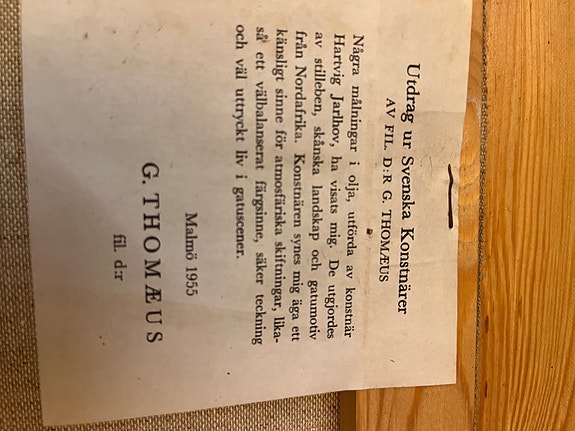 Utdrag ur Svenska Konstnärer
AV FIL. D:R G. THOMÆUS
Några målningar i olja, utförda av konstnär
Hartvig Jarlhov, ha visats mig. De utgjordes
av stilleben, skånska landskap och gatumotiv
från Nordafrika. Konstnären synes mig äga ett
känsligt sinne för atmosfäriska skiftningar, lika-
så ett välbalanserat färgsinne, säker teckning
och väl uttryckt liv i gatuscener.
Malmö 1955
G. THOMÆUS
fil. d:r